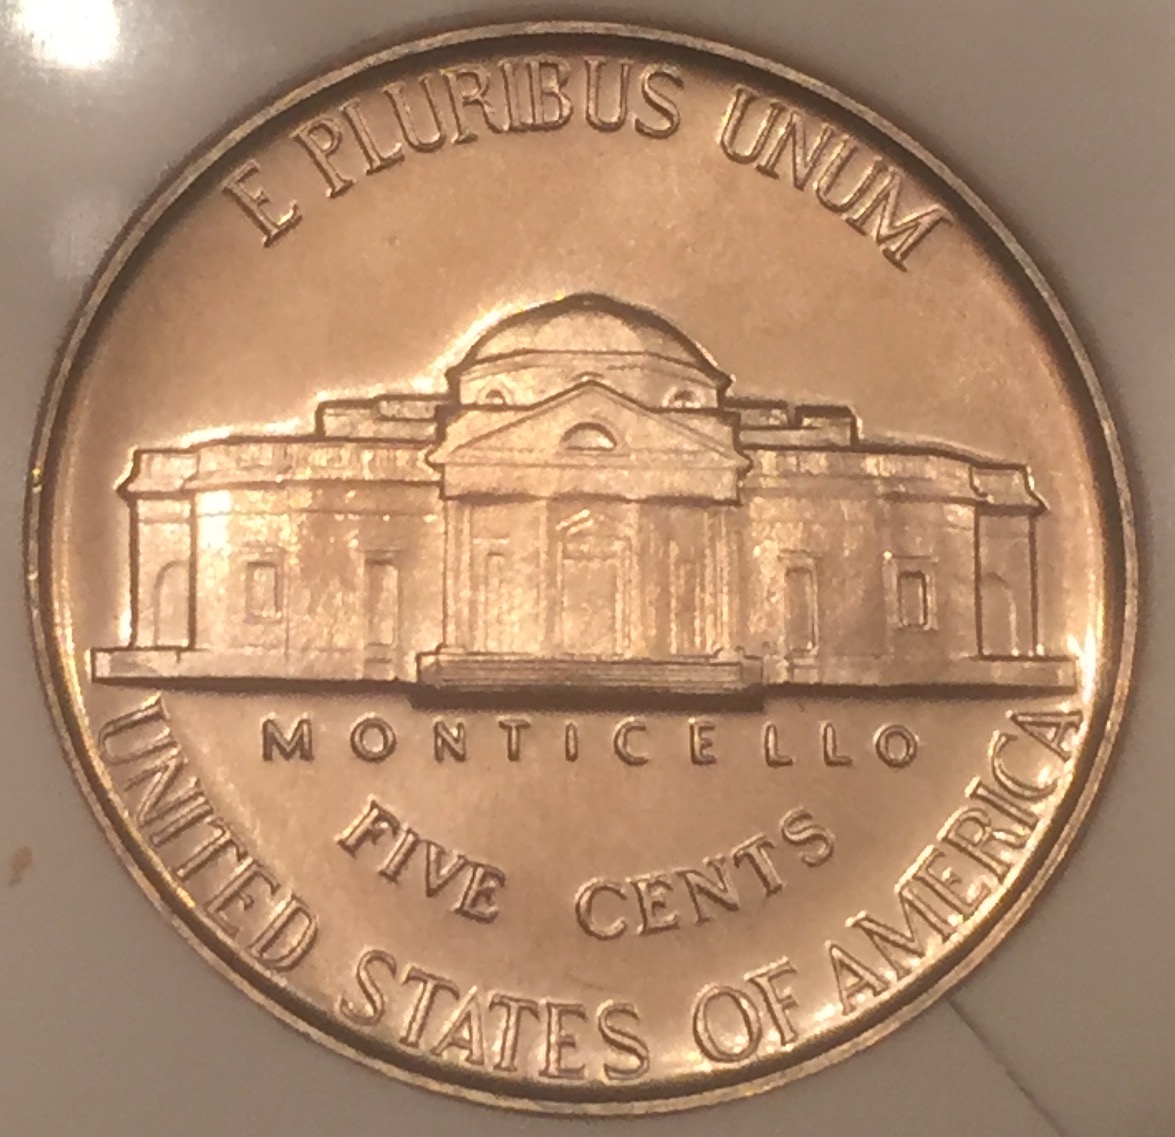 E PLURIBUS UNUM
MONTICELLO
FIVE CENTS
UNITED STATES OF AMERICA